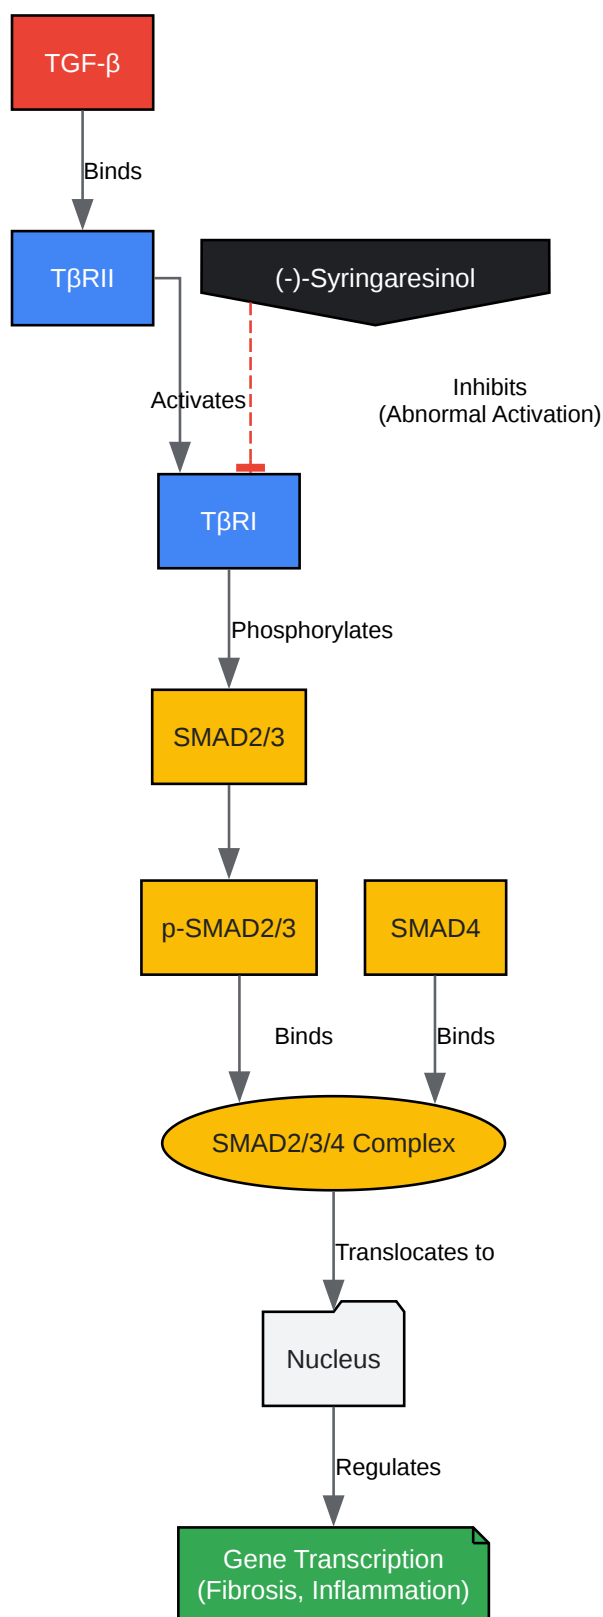 TGF-β
Binds
TβRII
(-)-Syringaresinol
Activates
Inhibits
(Abnormal Activation)
TβRI
Phosphorylates
SMAD2/3
p-SMAD2/3
SMAD4
Binds
Binds
SMAD2/3/4 Complex
Translocates to
Nucleus
Regulates
Gene Transcription
(Fibrosis, Inflammation)